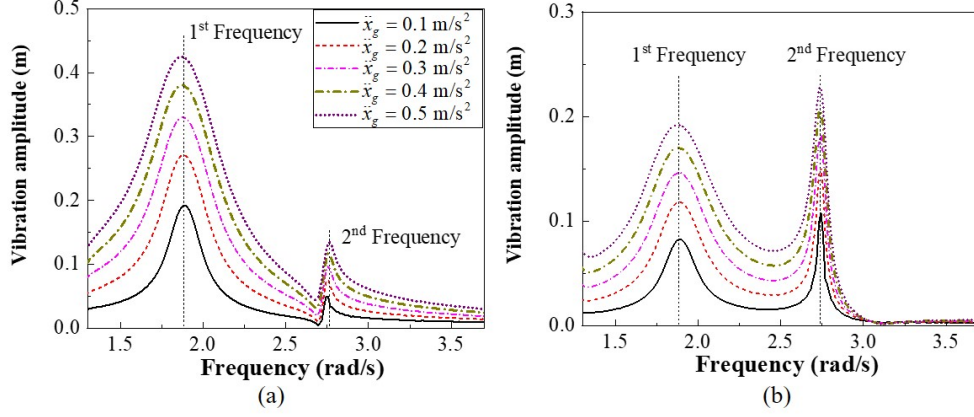 (a)
Vibration amplitude (m)
0.5
0.4
0.3
0.2
0.1
0.0
1st Frequency
ẍg = 0.1 m/s²
ẍg = 0.2 m/s²
ẍg = 0.3 m/s²
ẍg = 0.4 m/s²
ẍg = 0.5 m/s²
2nd Frequency
1.5 2.0 2.5 3.0 3.5
Frequency (rad/s)
(a)
(b)
Vibration amplitude (m)
0.3
0.2
0.1
0.0
1st Frequency
2nd Frequency
1.5 2.0 2.5 3.0 3.5
Frequency (rad/s)
(b)